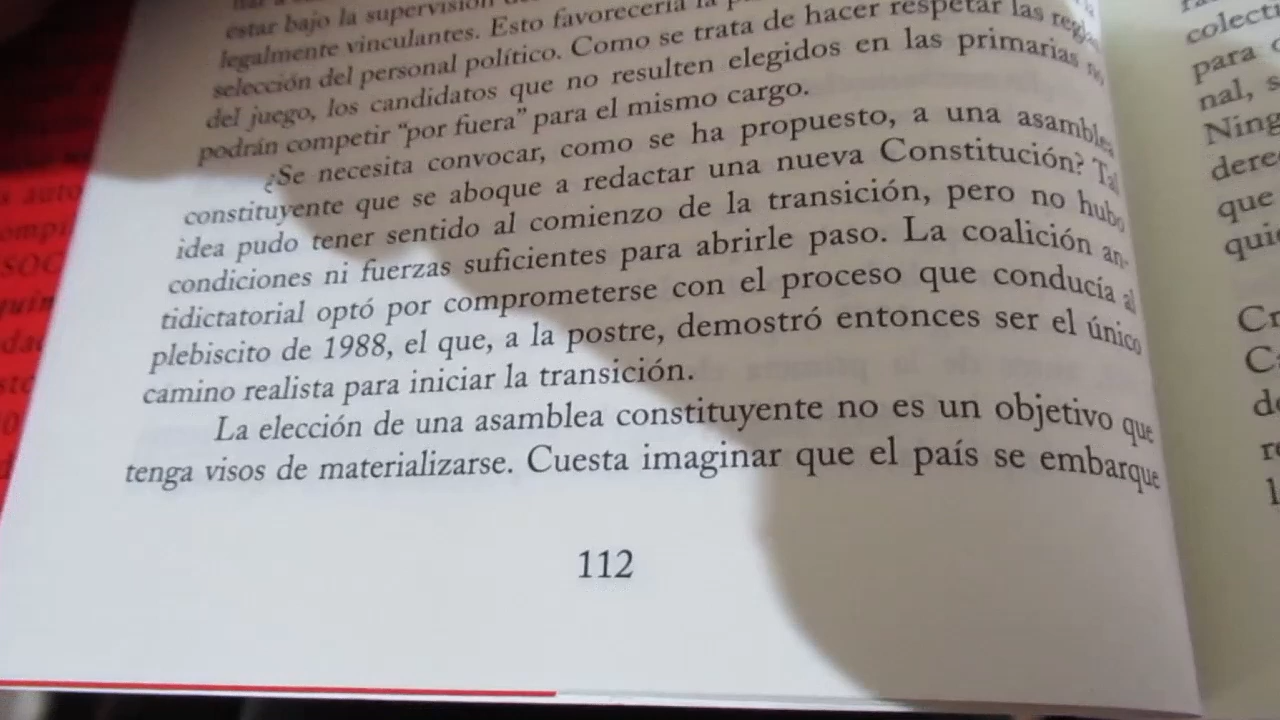 estar bajo la supervisión
legalmente vinculantes. Esto favorecería la
selección del personal político. Como se trata de hacer respetar las reglas
del juego, los candidatos que no resulten elegidos en las primarias no
podrán competir “por fuera” para el mismo cargo.
¿Se necesita convocar, como se ha propuesto, a una asamblea
constituyente que se aboque a redactar una nueva Constitución? Tal
idea pudo tener sentido al comienzo de la transición, pero no hubo
condiciones ni fuerzas suficientes para abrirle paso. La coalición an-
tidictatorial optó por comprometerse con el proceso que conducía al
plebiscito de 1988, el que, a la postre, demostró entonces ser el único
camino realista para iniciar la transición.
La elección de una asamblea constituyente no es un objetivo que
tenga visos de materializarse. Cuesta imaginar que el país se embarque
112
colecti
para
nal, s
Ning
dere
que
qui